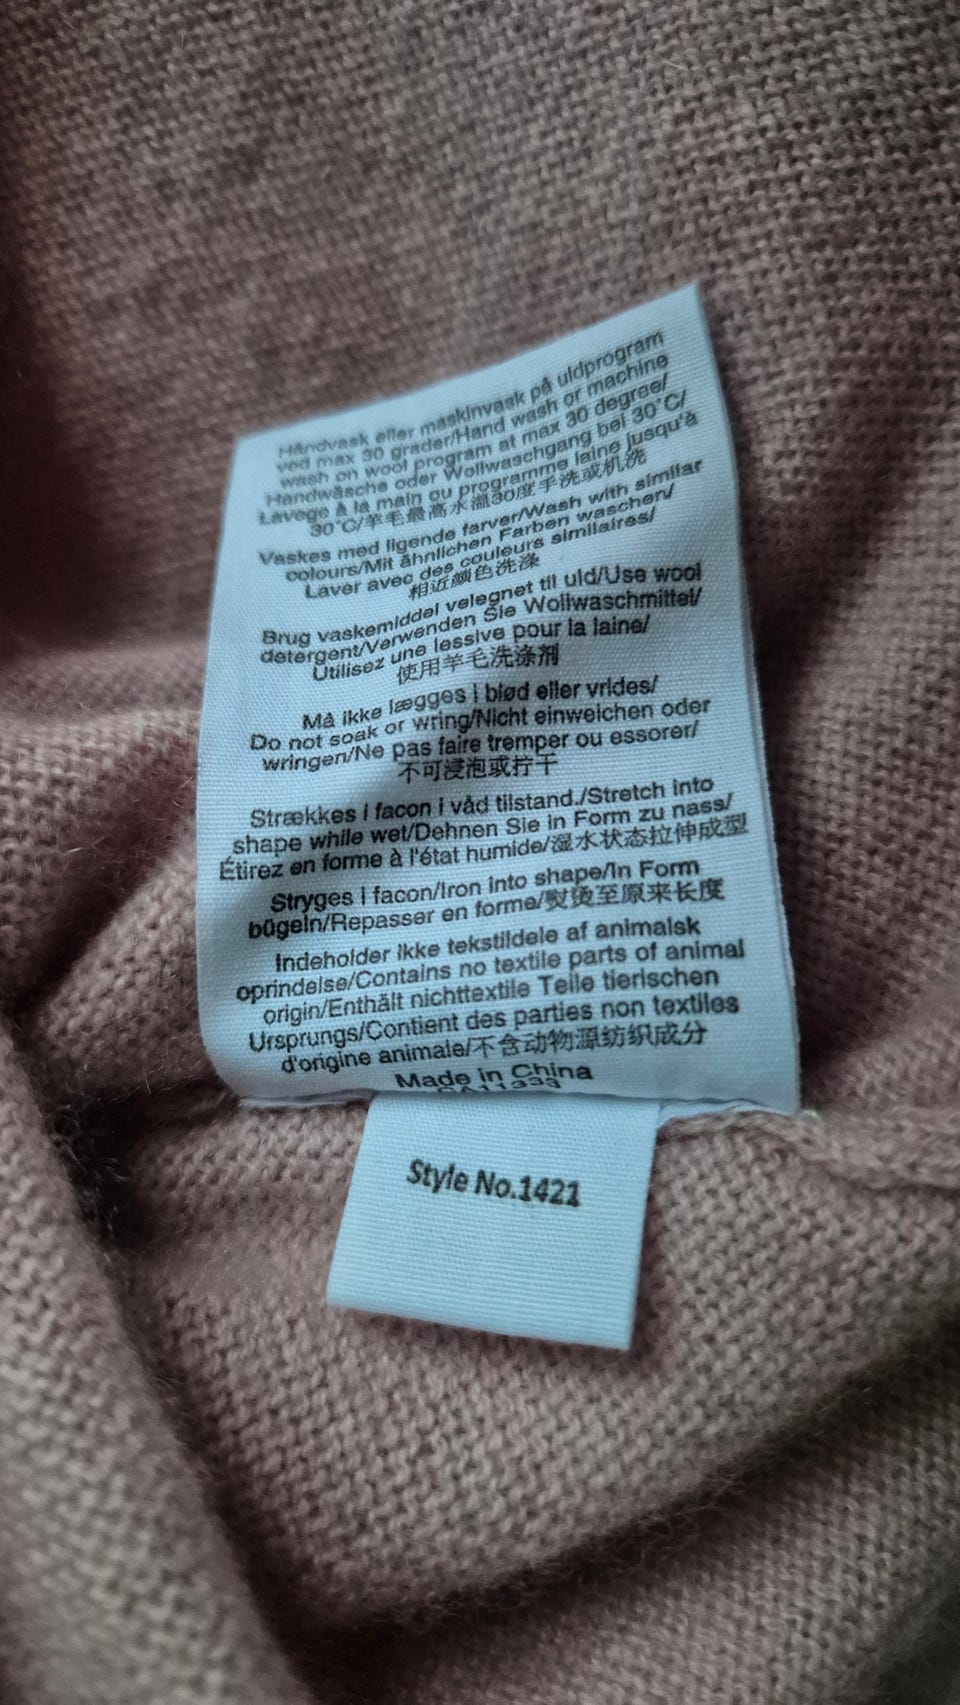 Håndvask eller maskinvask på uldprogram
ved max 30 grader/Hand wash or machine
wash on wool program at max 30 degree/
Handwäsche oder Wollwaschgang bei 30°C/
Lavege à la main ou programme laine jusqu'à
30°C/羊毛最高水温30度手洗或机洗
Vaskes med ligende farver/Wash with similar
colours/Mit ähnlichen Farben waschen/
Laver avec des couleurs similaires/
相近颜色洗涤
Brug vaskemiddel velegnet til uld/Use wool
detergent/Verwenden Sie Wollwaschmittel/
Utilisez une lessive pour la laine/
使用羊毛洗涤剂
Må ikke lægges i blød eller vrides/
Do not soak or wring/Nicht einweichen oder
wringen/Ne pas faire tremper ou essorer/
不可浸泡或拧干
Strækkes i facon i våd tilstand./Stretch into
shape while wet/Dehnen Sie in Form zu nass/
Étirez en forme à l'état humide/湿水状态拉伸成型
Stryges i facon/Iron into shape/In Form
bügeln/Repasser en forme/熨烫至原来长度
Indeholder ikke tekstildele af animalsk
oprindelse/Contains no textile parts of animal
origin/Enthält nichttextile Teile tierischen
Ursprungs/Contient des parties non textiles
d'origine animale/不含动物源纺织成分
Made in China
Style No.1421